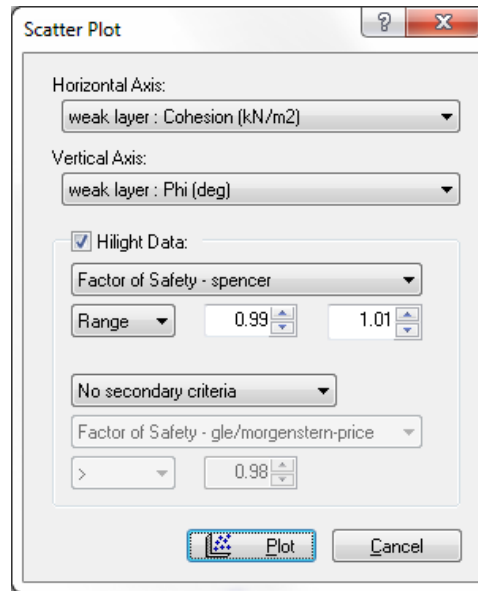 Scatter Plot
Horizontal Axis:
weak layer : Cohesion (kN/m2)
Vertical Axis:
weak layer : Phi (deg)
Hilight Data:
Factor of Safety - spencer
Range 0.99 1.01
No secondary criteria
Factor of Safety - gle/morgenstern-price
> 0.98
Plot Cancel